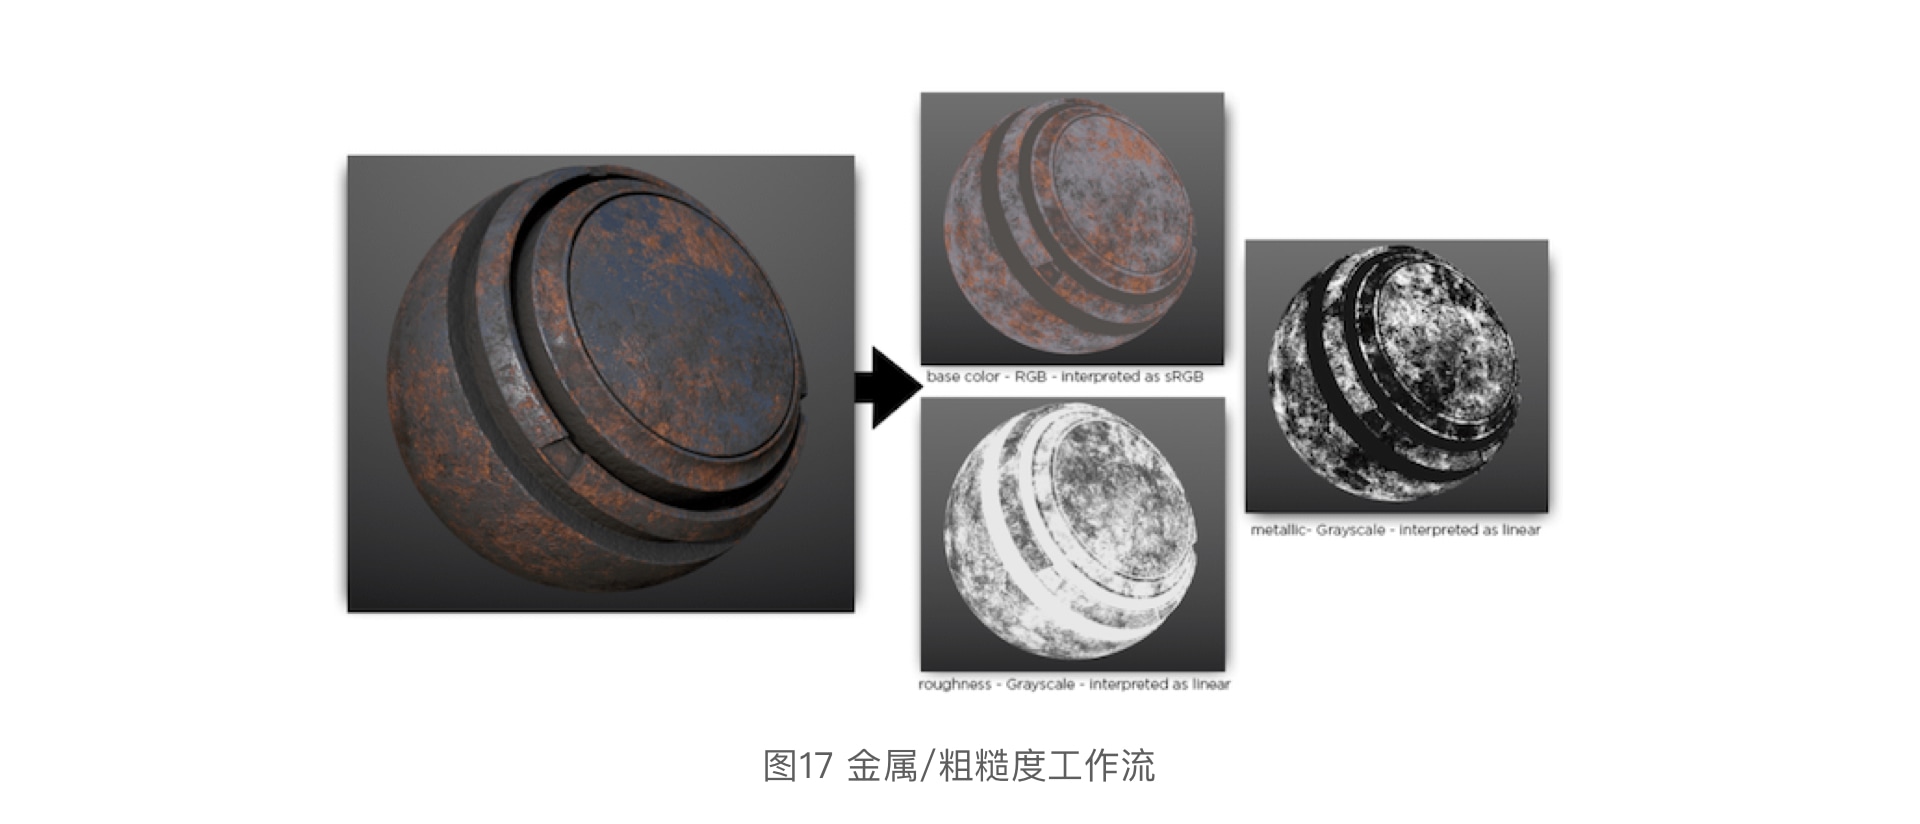 base color - RGB - interpreted as sRGB
metallic- Grayscale - interpreted as linear
roughness - Grayscale - interpreted as linear
图17 金属/粗糙度工作流